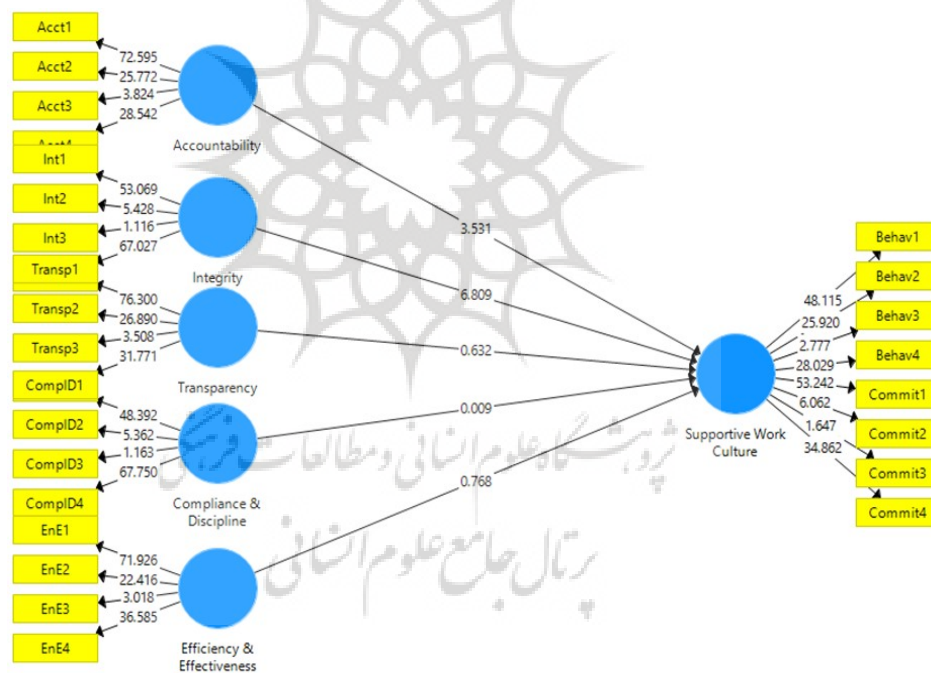 Acct1
Acct2
Acct3
Acct4
72.595
25.772
3.824
28.542
Accountability
Int1
Int2
Int3
53.069
5.428
1.116
67.027
Integrity
Transp1
Transp2
Transp3
76.300
26.890
3.508
31.771
Transparency
CompID1
CompID2
CompID3
CompID4
48.392
5.362
1.163
67.750
Compliance &
Discipline
EnE1
EnE2
EnE3
EnE4
71.926
22.416
3.018
36.585
Efficiency &
Effectiveness
3.531
6.809
0.632
0.009
0.768
Supportive Work
Culture
48.115
25.920
2.777
28.029
53.242
6.062
1.647
34.862
Behav1
Behav2
Behav3
Behav4
Commit1
Commit2
Commit3
Commit4
پژوهشگاه علوم انسانی و مطالعات فرهنگی
پرتال جامع علوم انسانی